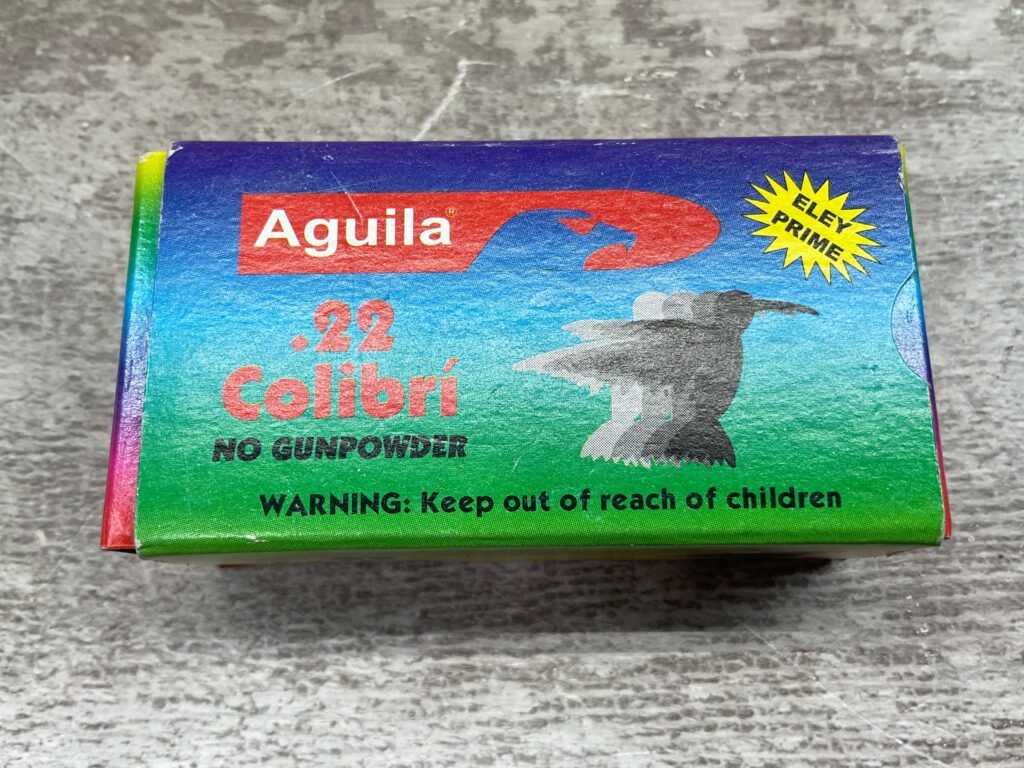 Aguila®
ELEY
PRIME
.22
Colibrí
NO GUNPOWDER
WARNING: Keep out of reach of children